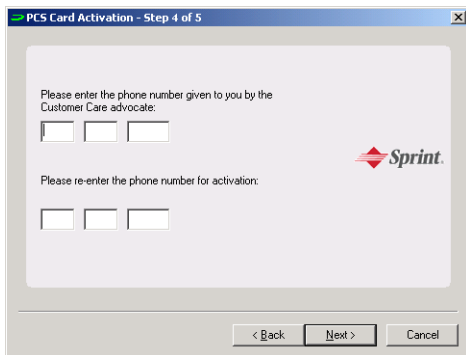 PCS Card Activation - Step 4 of 5
Please enter the phone number given to you by the
Customer Care advocate:
Sprint.
Please re-enter the phone number for activation:
< Back
Next >
Cancel